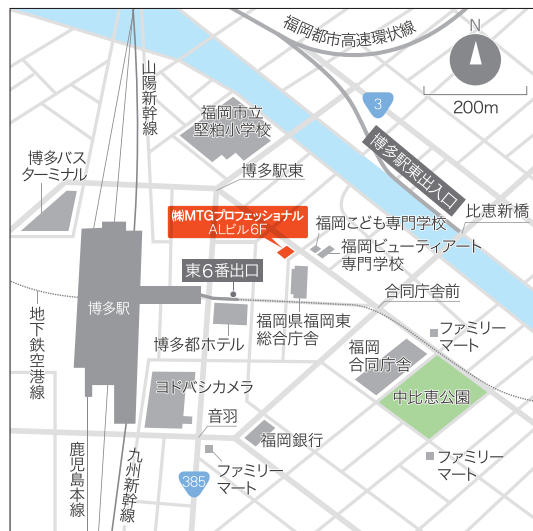 福岡都市高速環状線
N
200m
3
山陽新幹線
福岡市立
堅粕小学校
博多駅東出入口
博多バス
ターミナル
博多駅東
比恵新橋
㈱MTGプロフェッショナル
ALビル6F
福岡こども専門学校
福岡ビューティアート
専門学校
東6番出口
合同庁舎前
博多駅
地下鉄空港線
福岡県福岡東
総合庁舎
博多都ホテル
ファミリー
マート
福岡
合同庁舎
ヨドバシカメラ
中比恵公園
音羽
福岡銀行
鹿児島本線
九州新幹線
385
ファミリー
マート
ファミリー
マート